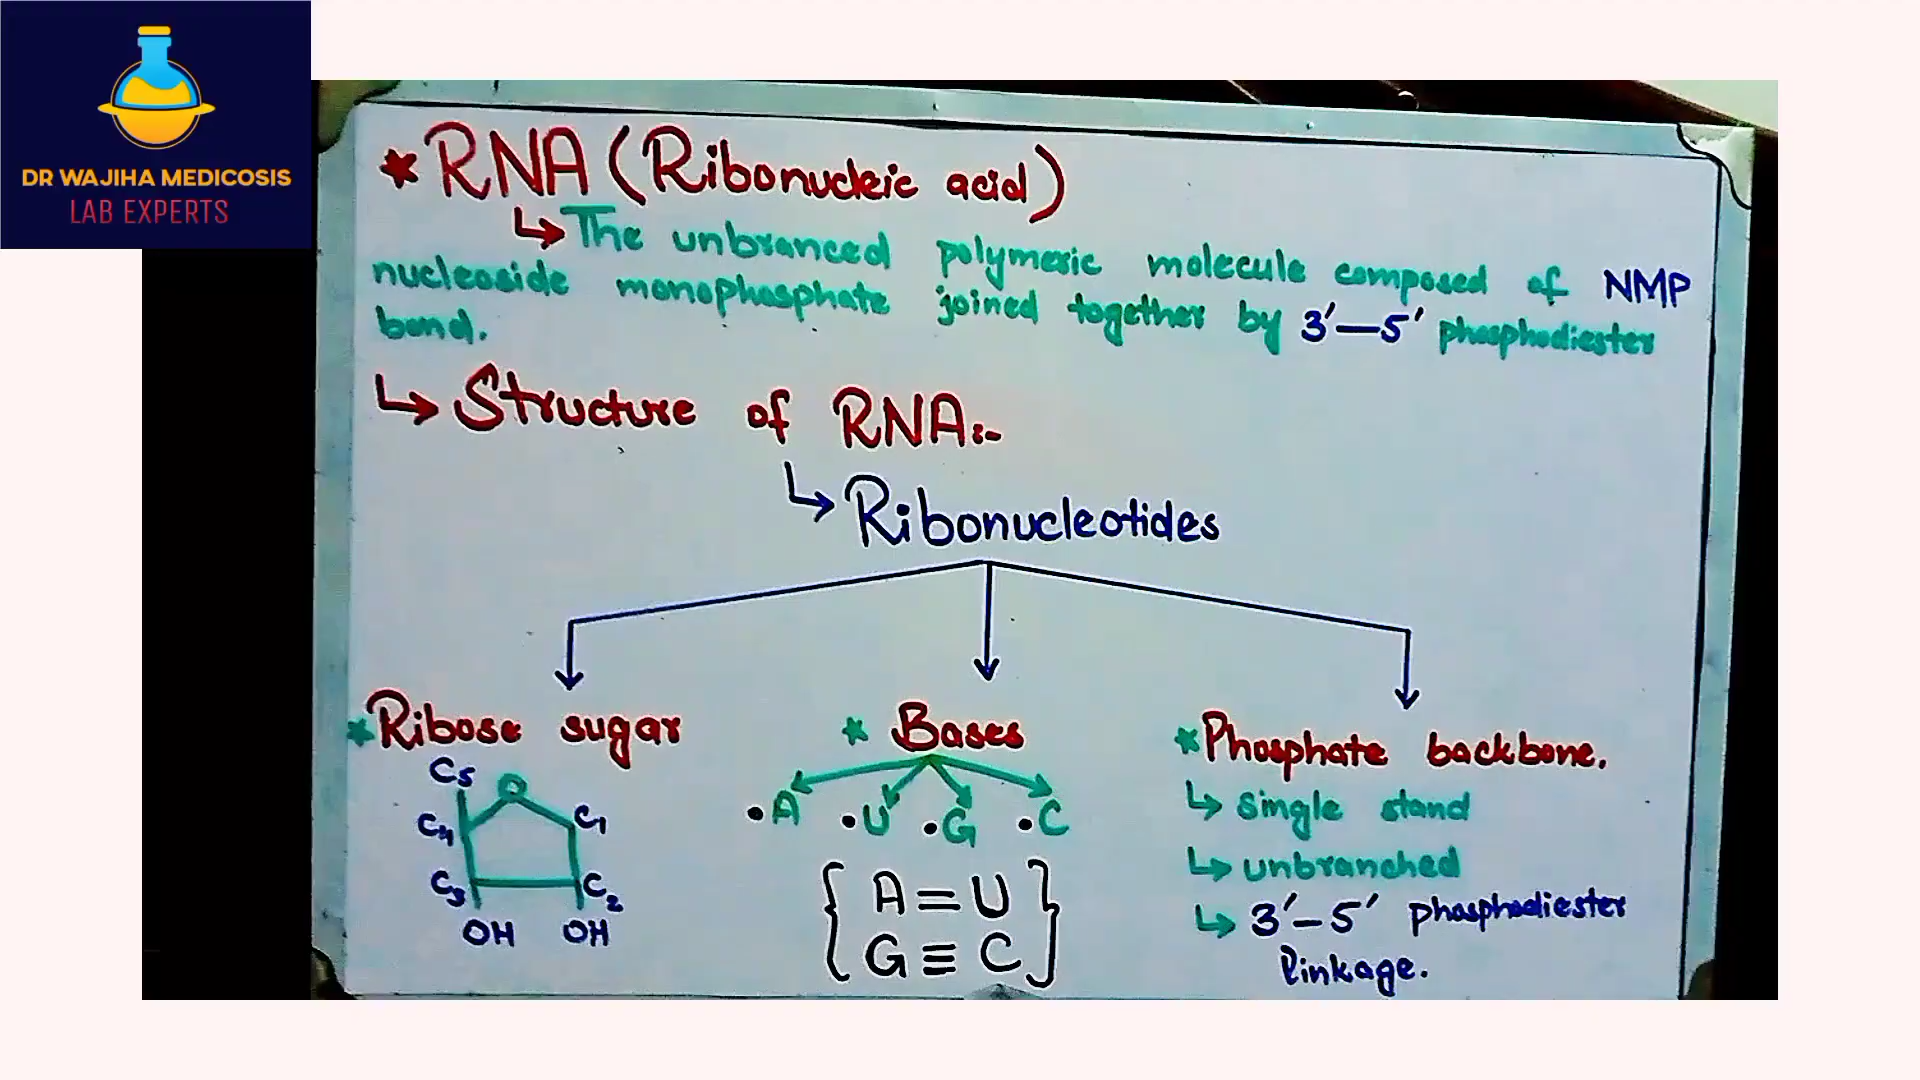 DR WAJIHA MEDICOSIS
LAB EXPERTS
* RNA (Ribonucleic acid)
↳ The unbranced polymeric molecule composed of NMP
nucleoside monophosphate joined together by 3′—5′ phosphodiester
bond.
↳ Structure of RNA:-
↳ Ribonucleotides
* Ribose sugar
C5
O
C4
C1
C3
C2
OH OH
* Bases
• A • U • G • C
{ A = U }
{ G ≡ C }
* Phosphate backbone.
↳ single stand
↳ unbranched
↳ 3′–5′ phosphodiester
linkage.